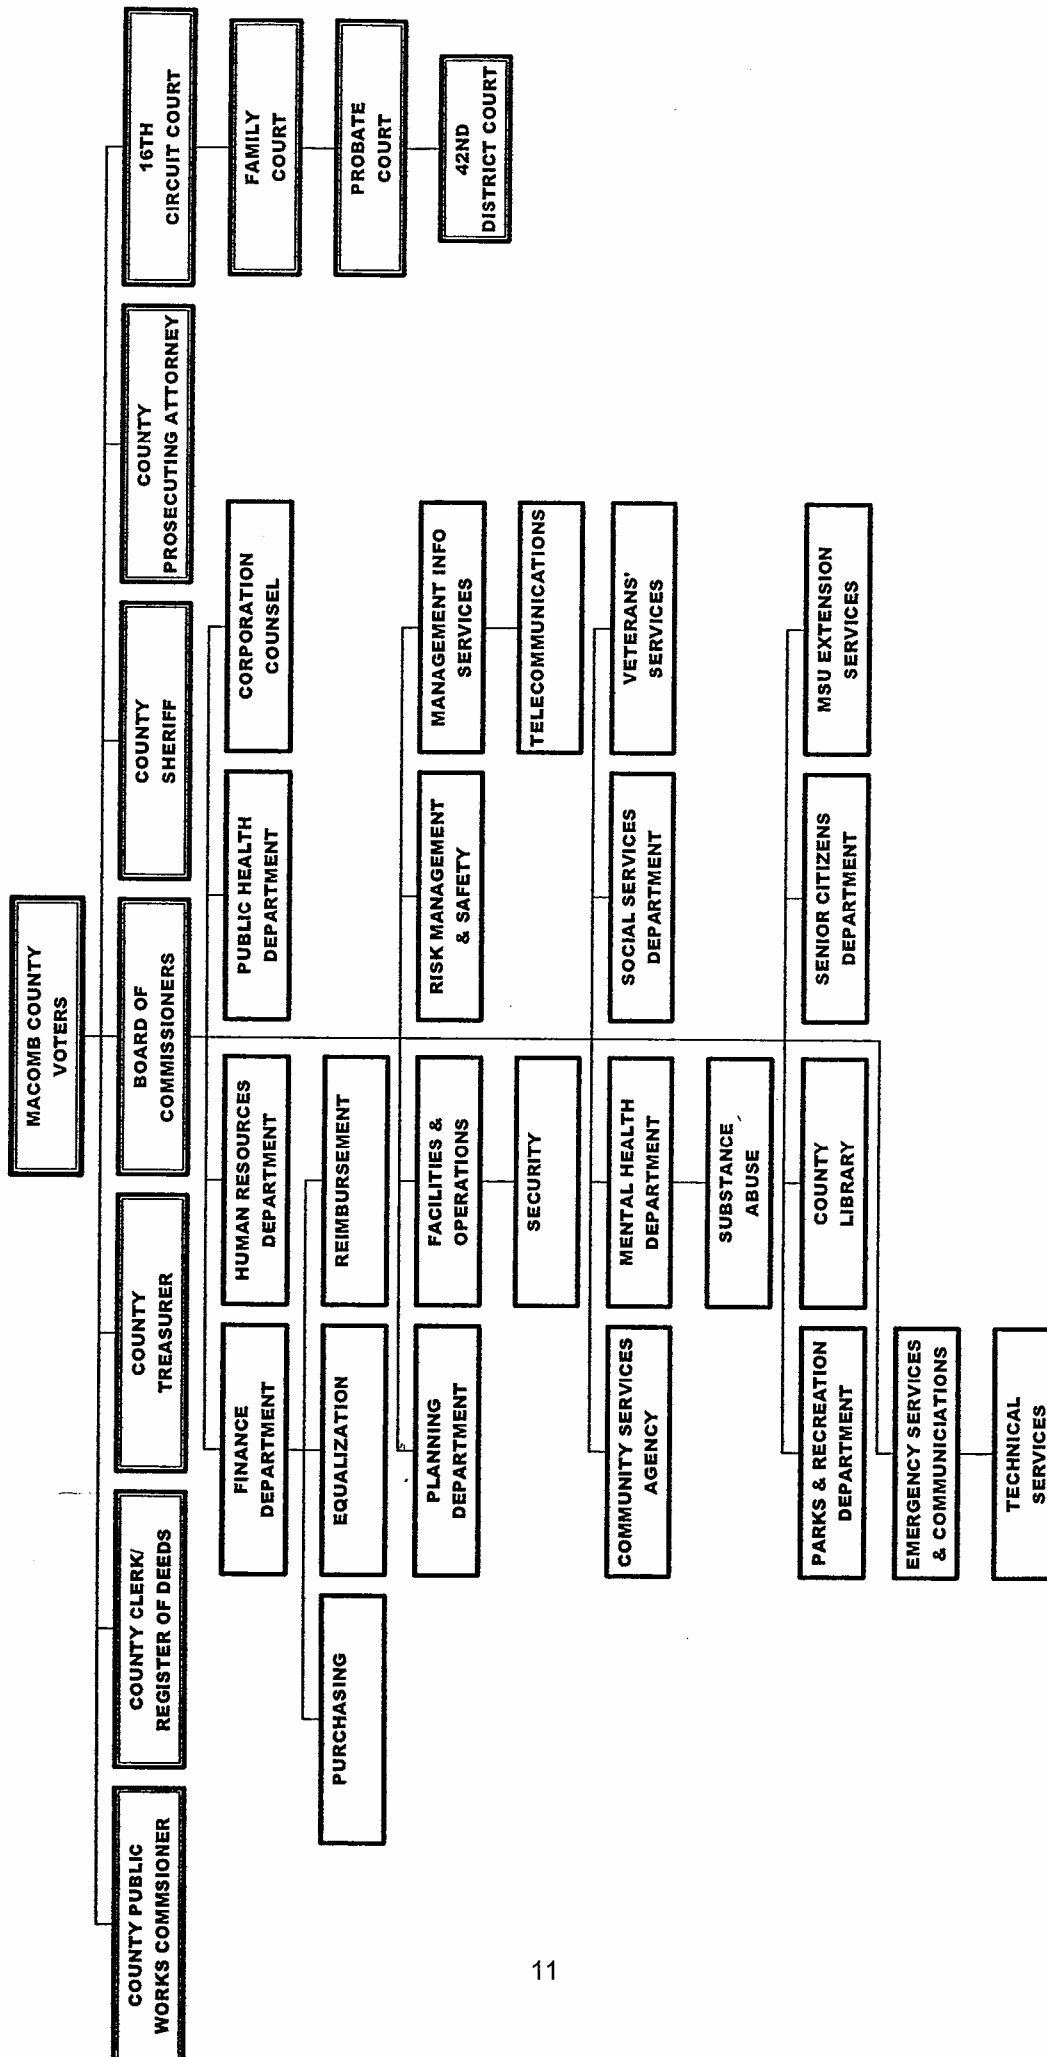 MACOMB COUNTY
VOTERS
COUNTY PUBLIC
WORKS COMMSIONER
COUNTY CLERK/
REGISTER OF DEEDS
COUNTY
TREASURER
BOARD OF
COMMISSIONERS
COUNTY
SHERIFF
COUNTY
PROSECUTING ATTORNEY
16TH
CIRCUIT COURT
FINANCE
DEPARTMENT
HUMAN RESOURCES
DEPARTMENT
PUBLIC HEALTH
DEPARTMENT
CORPORATION
COUNSEL
FAMILY
COURT
PURCHASING
EQUALIZATION
REIMBURSEMENT
PROBATE
COURT
PLANNING
DEPARTMENT
FACILITIES &
OPERATIONS
RISK MANAGEMENT
& SAFETY
MANAGEMENT INFO
SERVICES
42ND
DISTRICT COURT
SECURITY
TELECOMMUNICATIONS
COMMUNITY SERVICES
AGENCY
MENTAL HEALTH
DEPARTMENT
SOCIAL SERVICES
DEPARTMENT
VETERANS'
SERVICES
SUBSTANCE
ABUSE
PARKS & RECREATION
DEPARTMENT
COUNTY
LIBRARY
SENIOR CITIZENS
DEPARTMENT
MSU EXTENSION
SERVICES
EMERGENCY SERVICES
& COMMUNICIATIONS
TECHNICAL
SERVICES
11